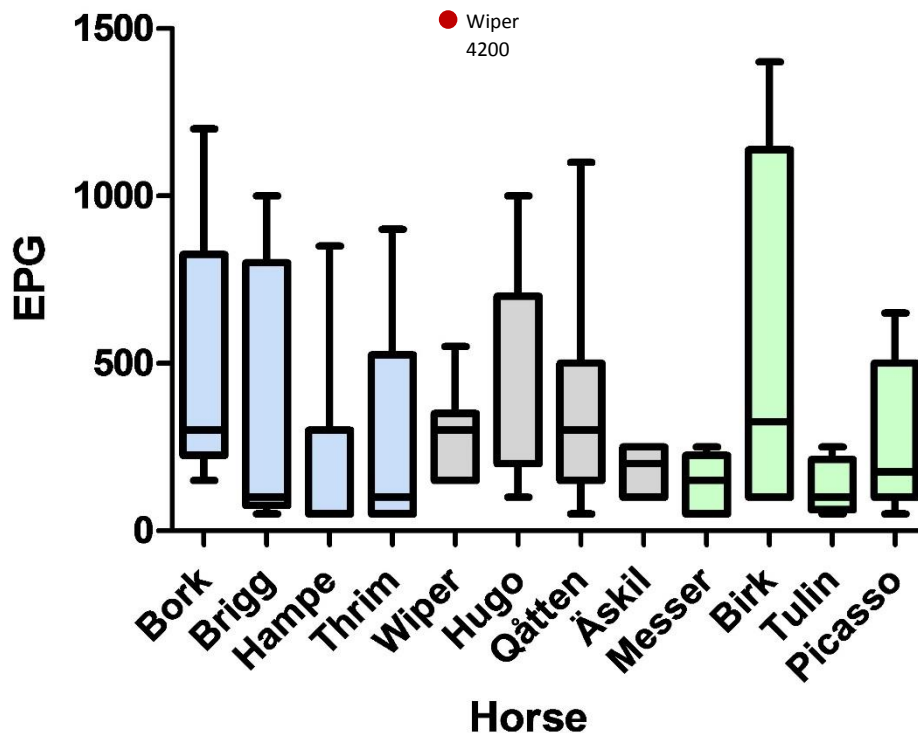 Wiper
4200
1500
1000
500
0
EPG
Bork
Brigg
Hampe
Thrim
Wiper
Hugo
Qåtten
Äskil
Messer
Birk
Tulin
Picasso
Horse